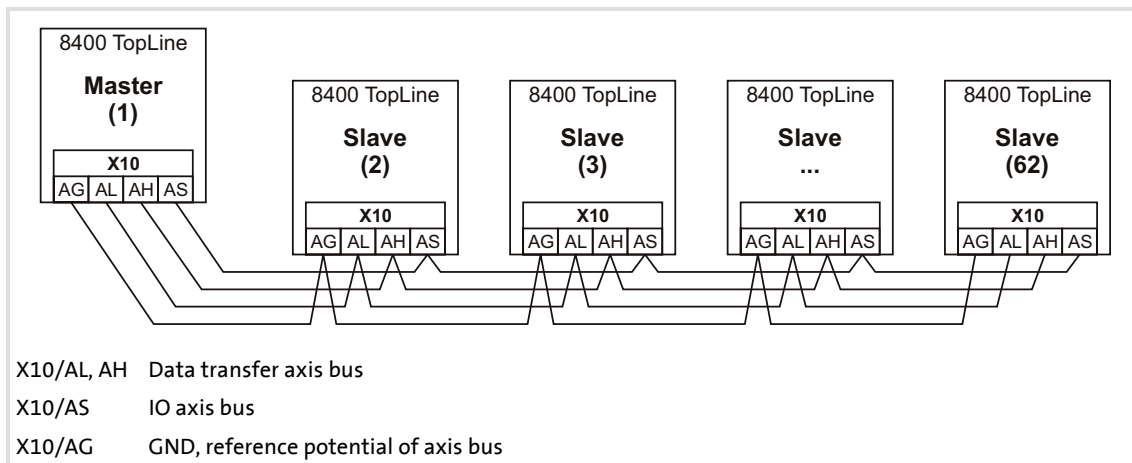 8400 TopLine
Master
(1)
X10
AG AL AH AS
8400 TopLine
Slave
(2)
X10
AG AL AH AS
8400 TopLine
Slave
(3)
X10
AG AL AH AS
8400 TopLine
Slave
...
X10
AG AL AH AS
8400 TopLine
Slave
(62)
X10
AG AL AH AS
X10/AL, AH Data transfer axis bus
X10/AS IO axis bus
X10/AG GND, reference potential of axis bus